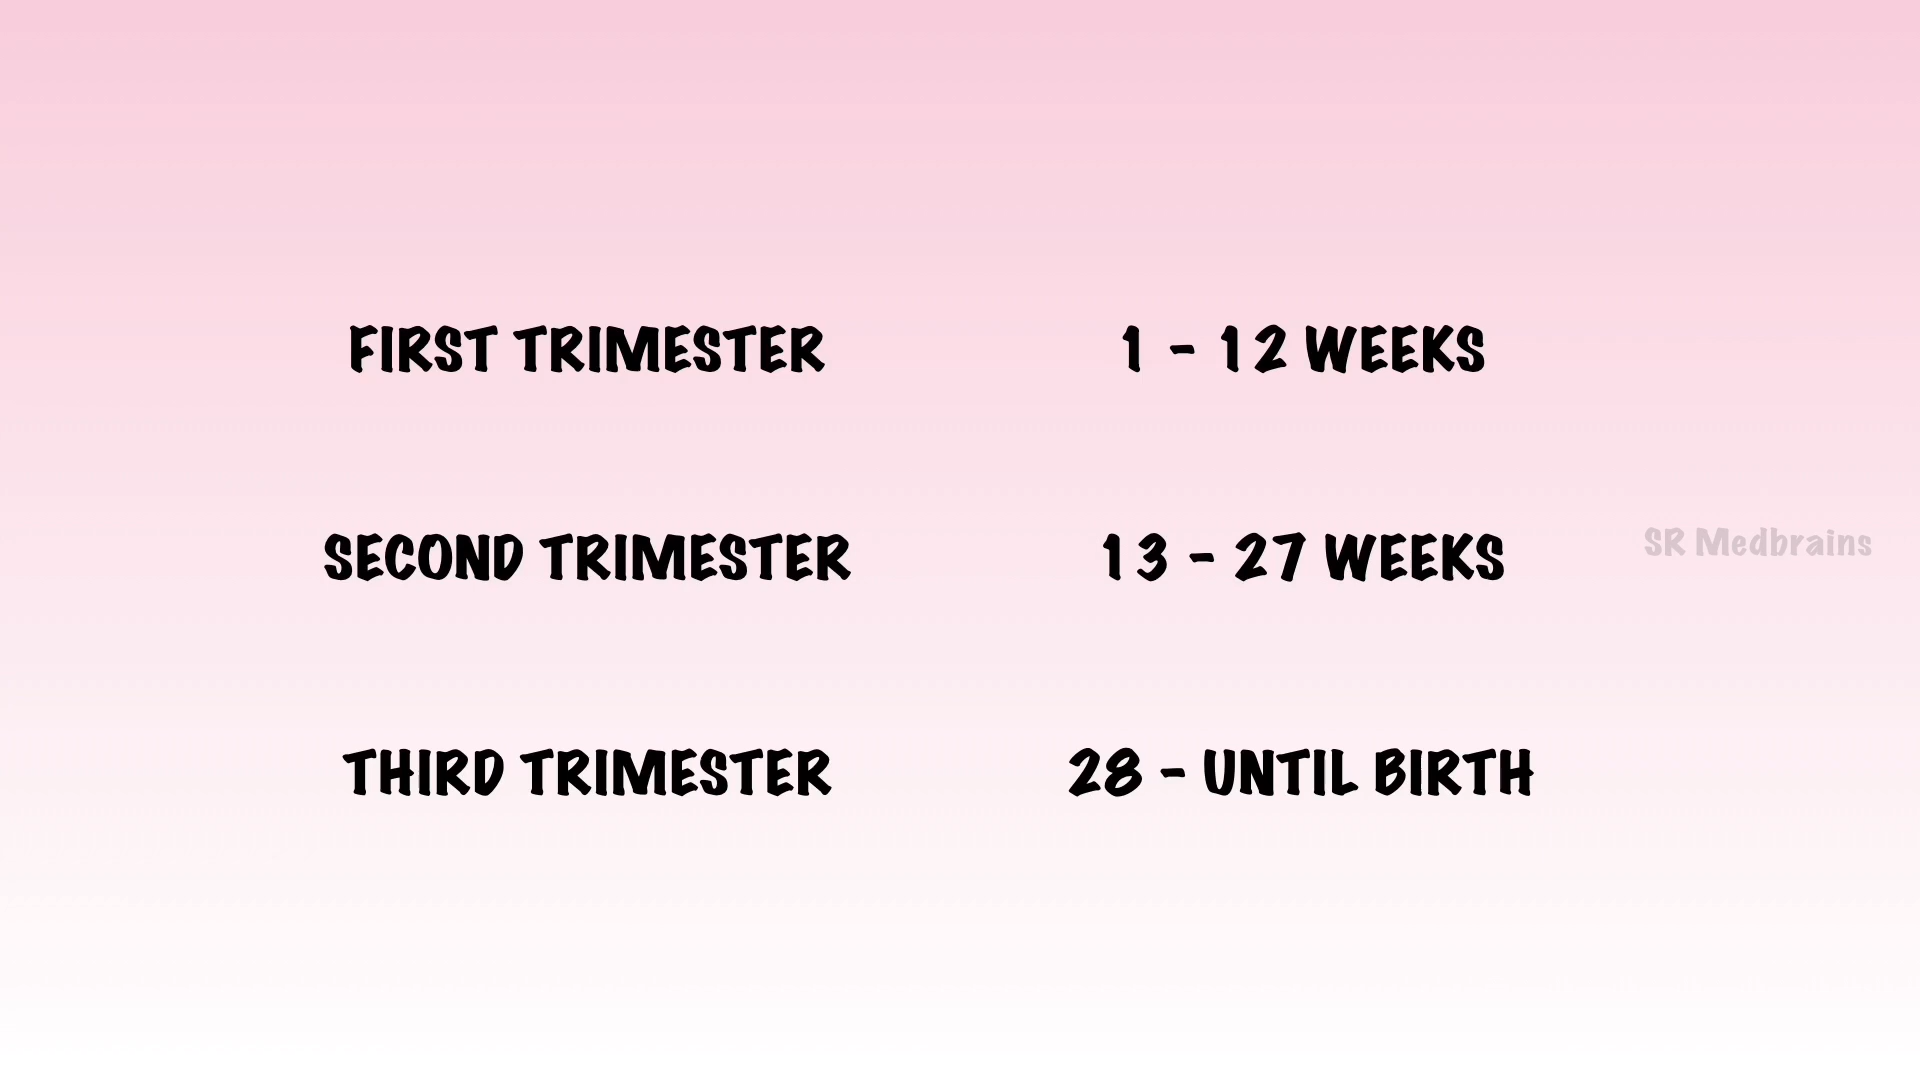 FIRST TRIMESTER 1 - 12 WEEKS
SECOND TRIMESTER 13 - 27 WEEKS
SR Medbrains
THIRD TRIMESTER 28 - UNTIL BIRTH